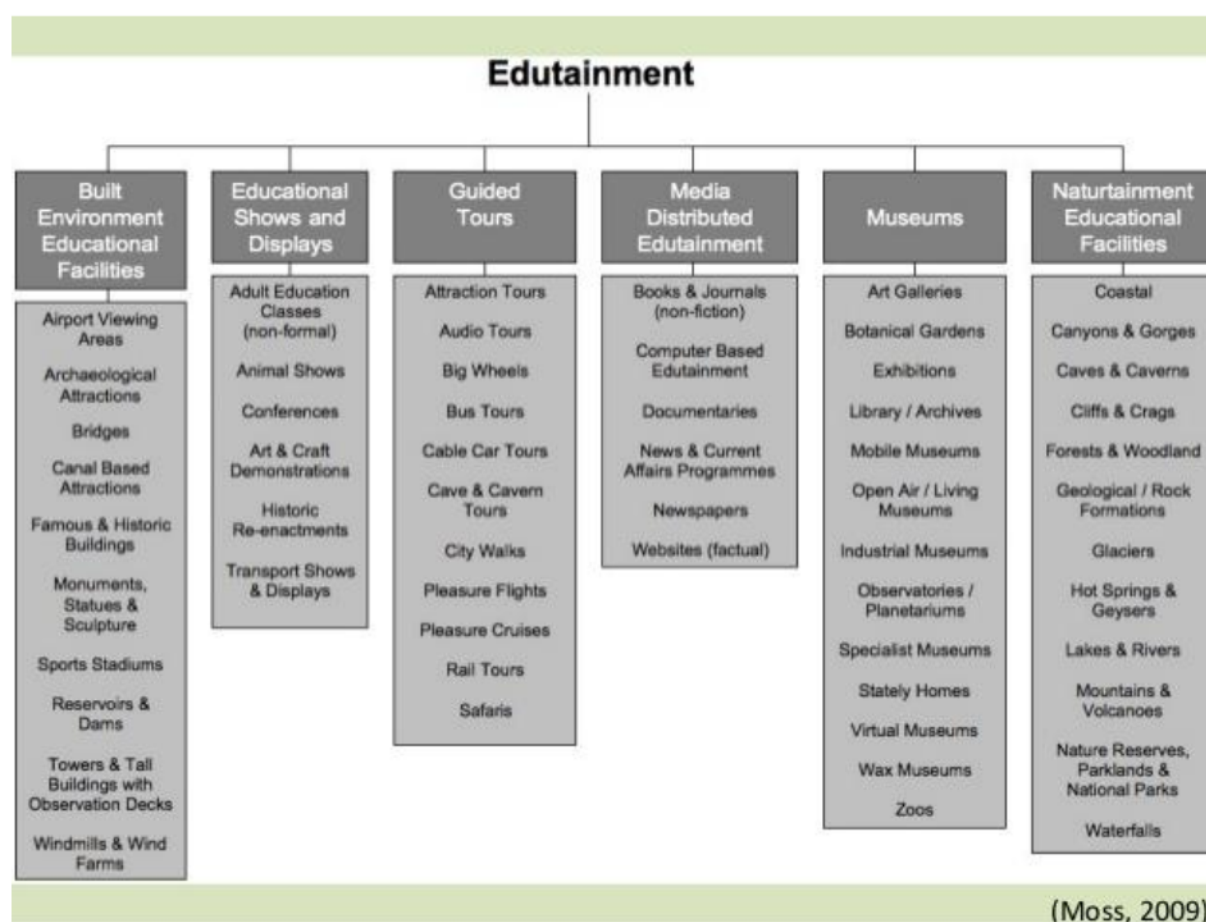 Edutainment
Built
Environment
Educational
Facilities
Airport Viewing
Areas
Archaeological
Attractions
Bridges
Canal Based
Attractions
Famous & Historic
Buildings
Monuments,
Statues &
Sculpture
Sports Stadiums
Reservoirs &
Dams
Towers & Tall
Buildings with
Observation Decks
Windmills & Wind
Farms
Educational
Shows and
Displays
Adult Education
Classes
(non-formal)
Animal Shows
Conferences
Art & Craft
Demonstrations
Historic
Re-enactments
Transport Shows
& Displays
Guided
Tours
Attraction Tours
Audio Tours
Big Wheels
Bus Tours
Cable Car Tours
Cave & Cavern
Tours
City Walks
Pleasure Flights
Pleasure Cruises
Rail Tours
Safaris
Media
Distributed
Edutainment
Books & Journals
(non-fiction)
Computer Based
Edutainment
Documentaries
News & Current
Affairs Programmes
Newspapers
Websites (factual)
Museums
Art Galleries
Botanical Gardens
Exhibitions
Library / Archives
Mobile Museums
Open Air / Living
Museums
Industrial Museums
Observatories /
Planetariums
Specialist Museums
Stately Homes
Virtual Museums
Wax Museums
Zoos
Naturtainment
Educational
Facilities
Coastal
Canyons & Gorges
Caves & Caverns
Cliffs & Crags
Forests & Woodland
Geological / Rock
Formations
Glaciers
Hot Springs &
Geysers
Lakes & Rivers
Mountains &
Volcanoes
Nature Reserves,
Parklands &
National Parks
Waterfalls
(Moss, 2009)